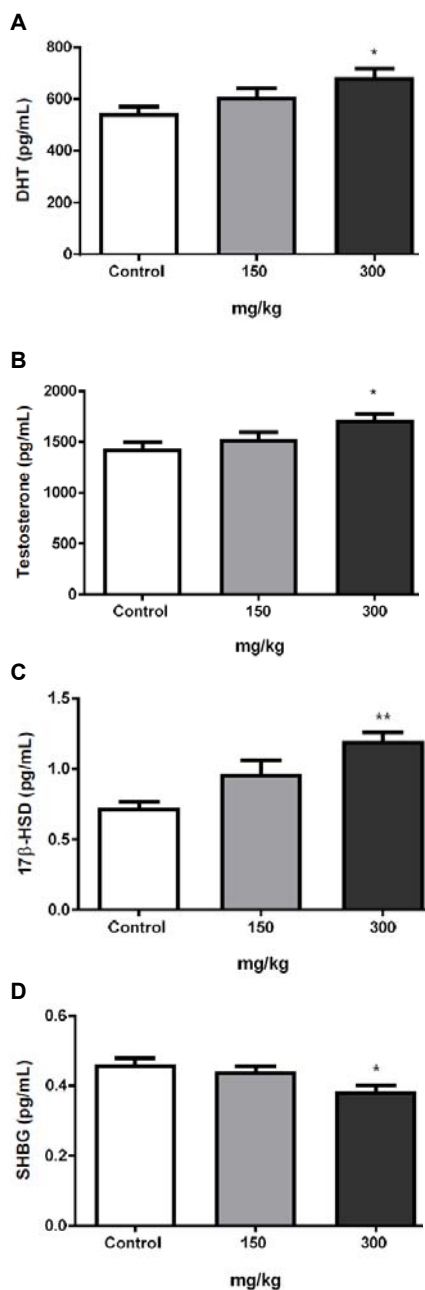 A
DHT (pg/mL)
800
600
400
200
0
*
Control 150 300
mg/kg
B
Testosterone (pg/mL)
2000
1500
1000
500
0
*
Control 150 300
mg/kg
C
17β-HSD (pg/mL)
1.5
1.0
0.5
0.0
**
Control 150 300
mg/kg
D
SHBG (pg/mL)
0.6
0.4
0.2
0.0
*
Control 150 300
mg/kg